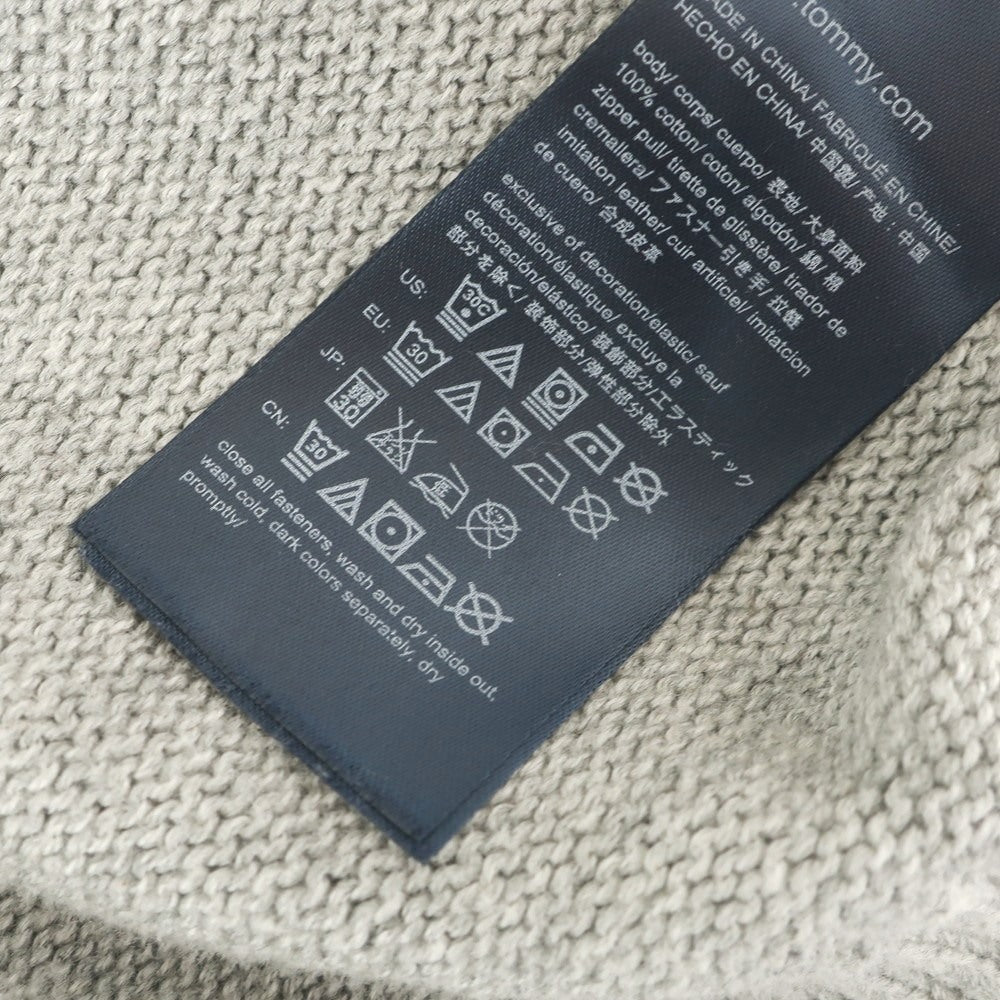 .tommy.com
MADE IN CHINA/ FABRIQUÉ EN CHINE/
HECHO EN CHINA/ 中国製/ 产地：中国
body/ corps/ cuerpo/ 表地/ 大身面料
100% cotton/ coton/ algodón/ 綿/ 棉
zipper pull/ tirette de glissière/ tirador de
cremallera/ ファスナー引き手/ 拉鏈
imitation leather/ cuir artificiel/ imitatcion
de cuero/ 合成皮革
exclusive of decoration/elastic/ sauf
décoration/élastique/ excluye la
decoración/elástico/ 装飾部分/エラスティック
部分を除く/ 装饰部分/弹性部分除外
US: 30C
EU: 30
JP: 弱 30
CN: 30
close all fasteners, wash and dry inside out,
wash cold, dark colors separately, dry
promptly/